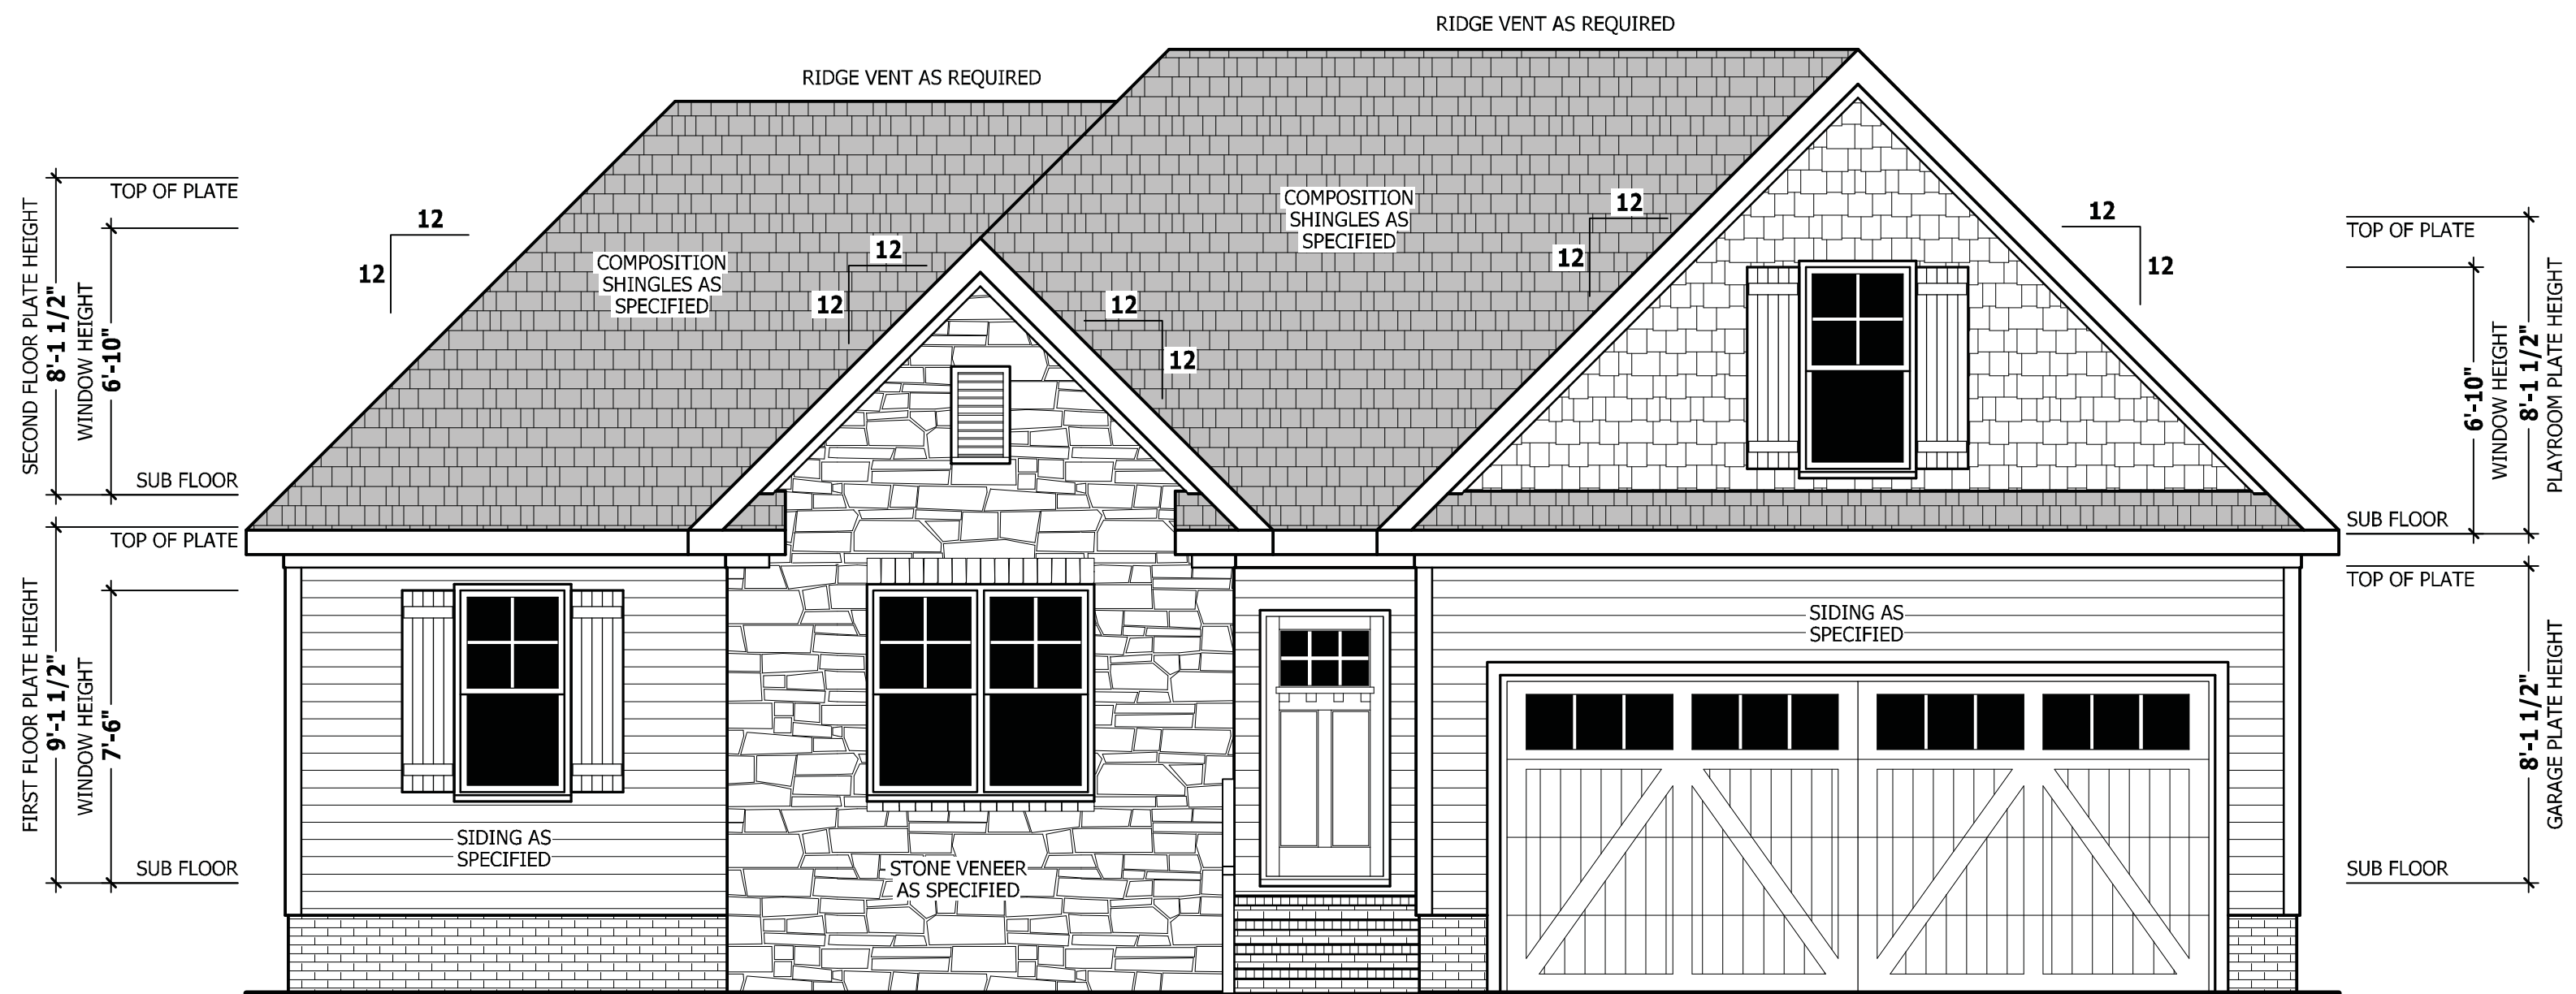 RIDGE VENT AS REQUIRED
RIDGE VENT AS REQUIRED
SECOND FLOOR PLATE HEIGHT
8'-1 1/2"
WINDOW HEIGHT
6'-10"
TOP OF PLATE
SUB FLOOR
12
12
COMPOSITION
SHINGLES AS
SPECIFIED
12
12
12
12
COMPOSITION
SHINGLES AS
SPECIFIED
12
12
12
12
TOP OF PLATE
SUB FLOOR
6'-10"
WINDOW HEIGHT
8'-1 1/2"
PLAYROOM PLATE HEIGHT
FIRST FLOOR PLATE HEIGHT
9'-1 1/2"
WINDOW HEIGHT
7'-6"
TOP OF PLATE
SUB FLOOR
SIDING AS
SPECIFIED
STONE VENEER
AS SPECIFIED
SIDING AS
SPECIFIED
TOP OF PLATE
SUB FLOOR
8'-1 1/2"
GARAGE PLATE HEIGHT